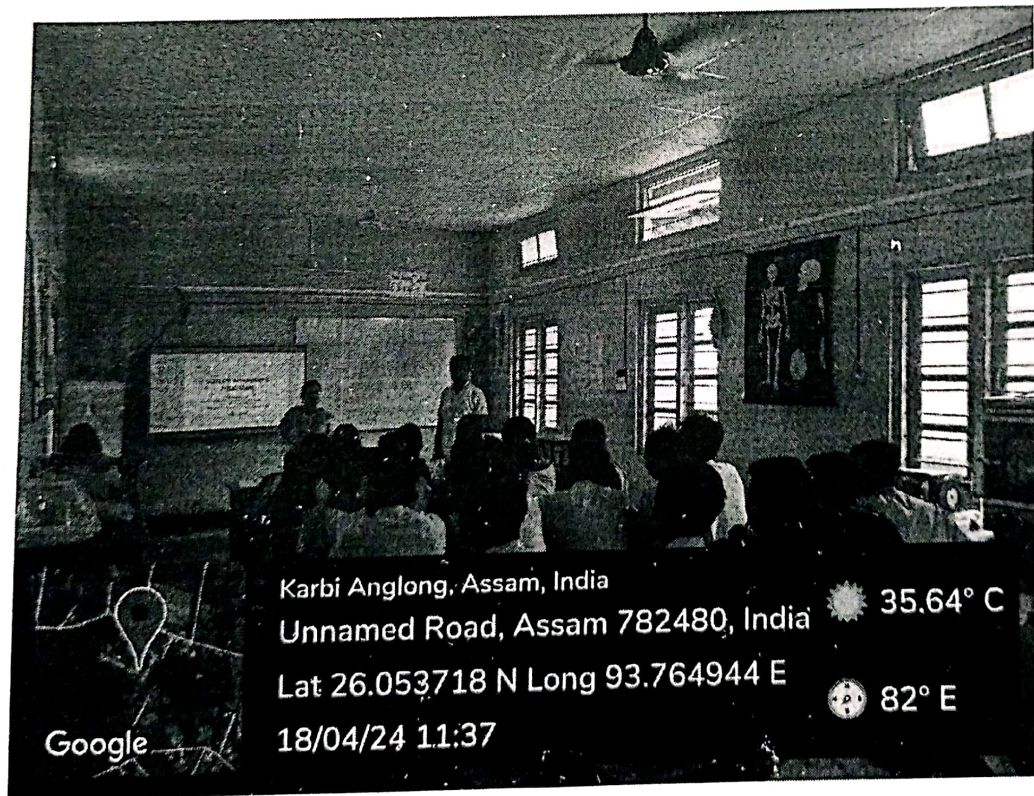 Karbi Anglong, Assam, India
Unnamed Road, Assam 782480, India
Lat 26.053718 N Long 93.764944 E
18/04/24 11:37
35.64° C
82° E
Google